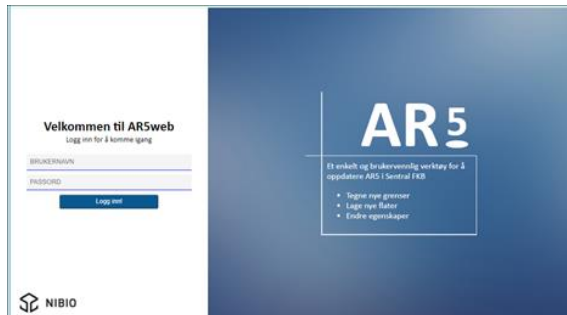 Velkommen til AR5web
Logg inn for å komme igang
BRUKERNAVN
PASSORD
Logg inn!
NIBIO
AR5
Et enkelt og brukervennlig verktøy for å
oppdatere AR5 i Sentral FKB
• Tegne nye grenser
• Lage nye flater
• Endre egenskaper